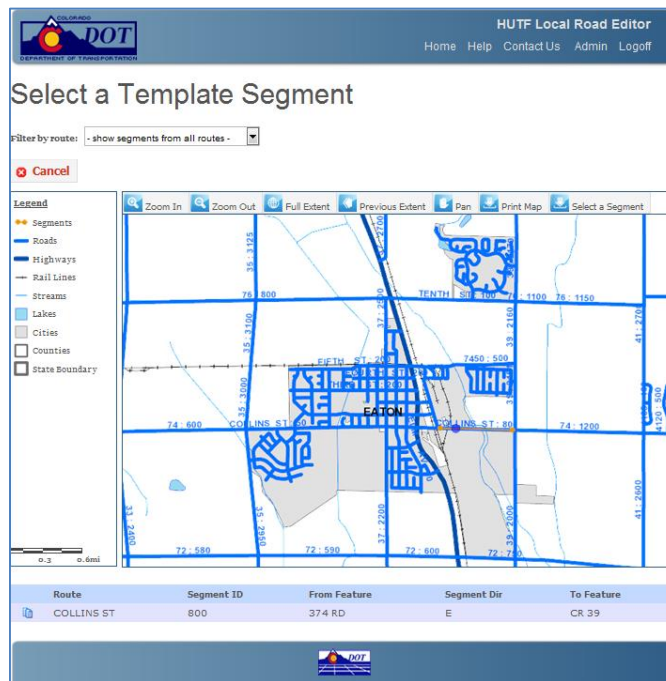 COLORADO
DOT
DEPARTMENT OF TRANSPORTATION
HUTF Local Road Editor
Home Help Contact Us Admin Logoff
Select a Template Segment
Filter by route: - show segments from all routes -
Cancel
Legend
Segments
Roads
Highways
Rail Lines
Streams
Lakes
Cities
Counties
State Boundary
0.3 0.6mi
Zoom In Zoom Out Full Extent Previous Extent Pan Print Map Select a Segment
35 : 3125
37 : 2700
76 : 800
TENTH ST : 100 76 : 1100 76 : 1150
35 : 3100
39 : 2160
41 : 270
FIFTH ST : 200
7450 : 500
35 : 3000
EATON
4120 : 500
74 : 600
COLLINS ST : 60
COLLINS ST : 80
74 : 1200
33 : 2400
35 : 2950
37 : 2200
39 : 2000
41 : 2600
72 : 580
72 : 590
72 : 600
Route Segment ID From Feature Segment Dir To Feature
COLLINS ST 800 374 RD E CR 39
DOT